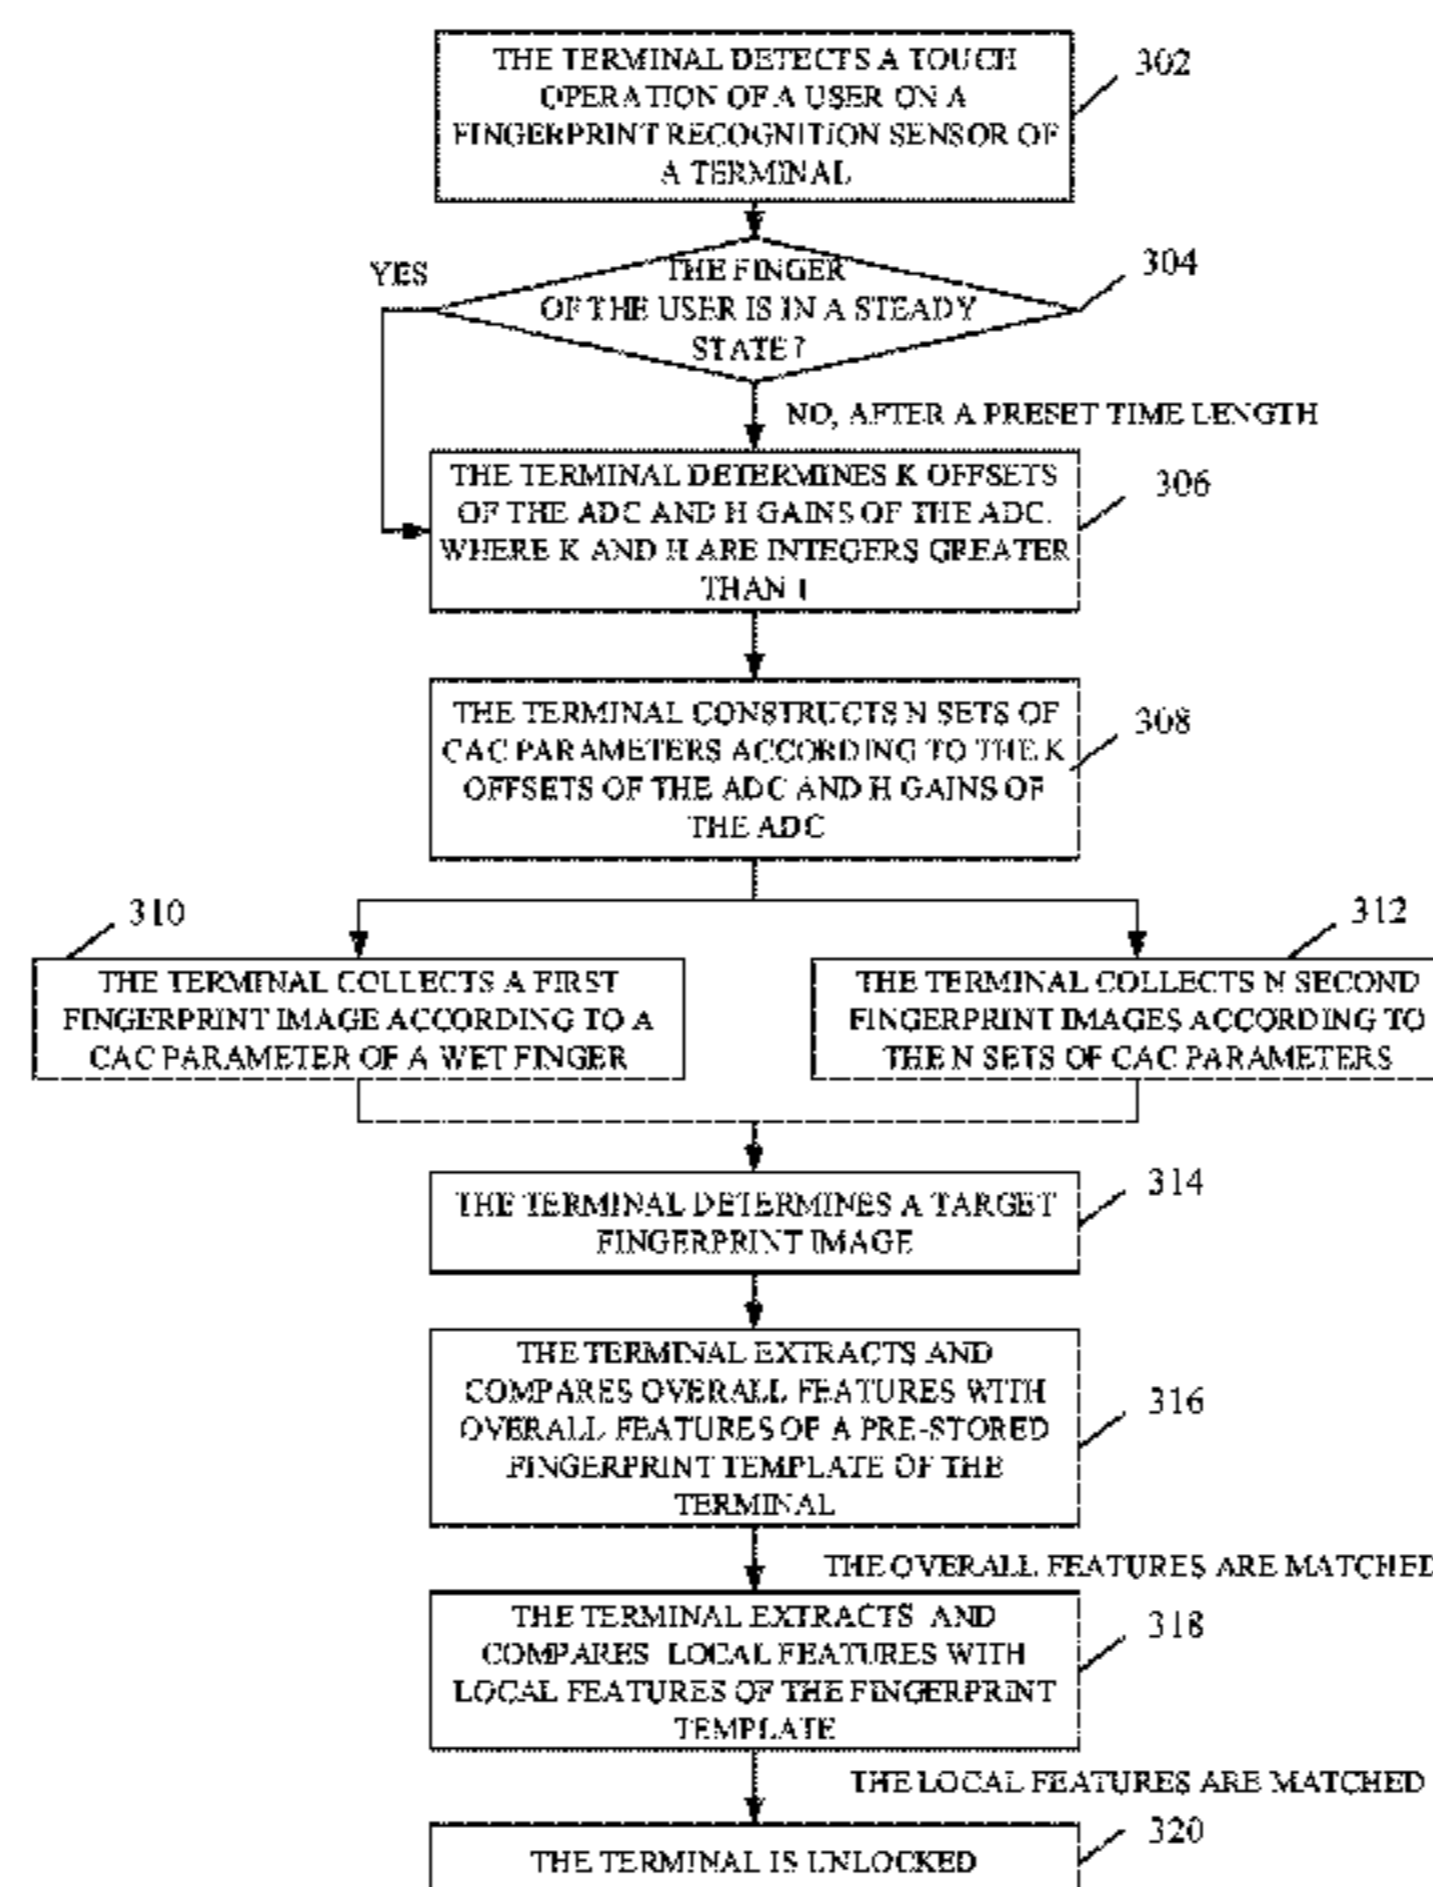 THE TERMINAL DETECTS A TOUCH
OPERATION OF A USER ON A
FINGERPRINT RECOGNITION SENSOR OF
A TERMINAL
302
YES
THE FINGER
OF THE USER IS IN A STEADY
STATE?
304
NO, AFTER A PRESET TIME LENGTH
THE TERMINAL DETERMINES K OFFSETS
OF THE ADC AND H GAINS OF THE ADC,
WHERE K AND H ARE INTEGERS GREATER
THAN 1
306
THE TERMINAL CONSTRUCTS N SETS OF
CAC PARAMETERS ACCORDING TO THE K
OFFSETS OF THE ADC AND H GAINS OF
THE ADC
308
310
THE TERMINAL COLLECTS A FIRST
FINGERPRINT IMAGE ACCORDING TO A
CAC PARAMETER OF A WET FINGER
312
THE TERMINAL COLLECTS N SECOND
FINGERPRINT IMAGES ACCORDING TO
THE N SETS OF CAC PARAMETERS
THE TERMINAL DETERMINES A TARGET
FINGERPRINT IMAGE
314
THE TERMINAL EXTRACTS AND
COMPARES OVERALL FEATURES WITH
OVERALL FEATURES OF A PRE-STORED
FINGERPRINT TEMPLATE OF THE
TERMINAL
316
THE OVERALL FEATURES ARE MATCHED
THE TERMINAL EXTRACTS AND
COMPARES LOCAL FEATURES WITH
LOCAL FEATURES OF THE FINGERPRINT
TEMPLATE
318
THE LOCAL FEATURES ARE MATCHED
THE TERMINAL IS UNLOCKED
320